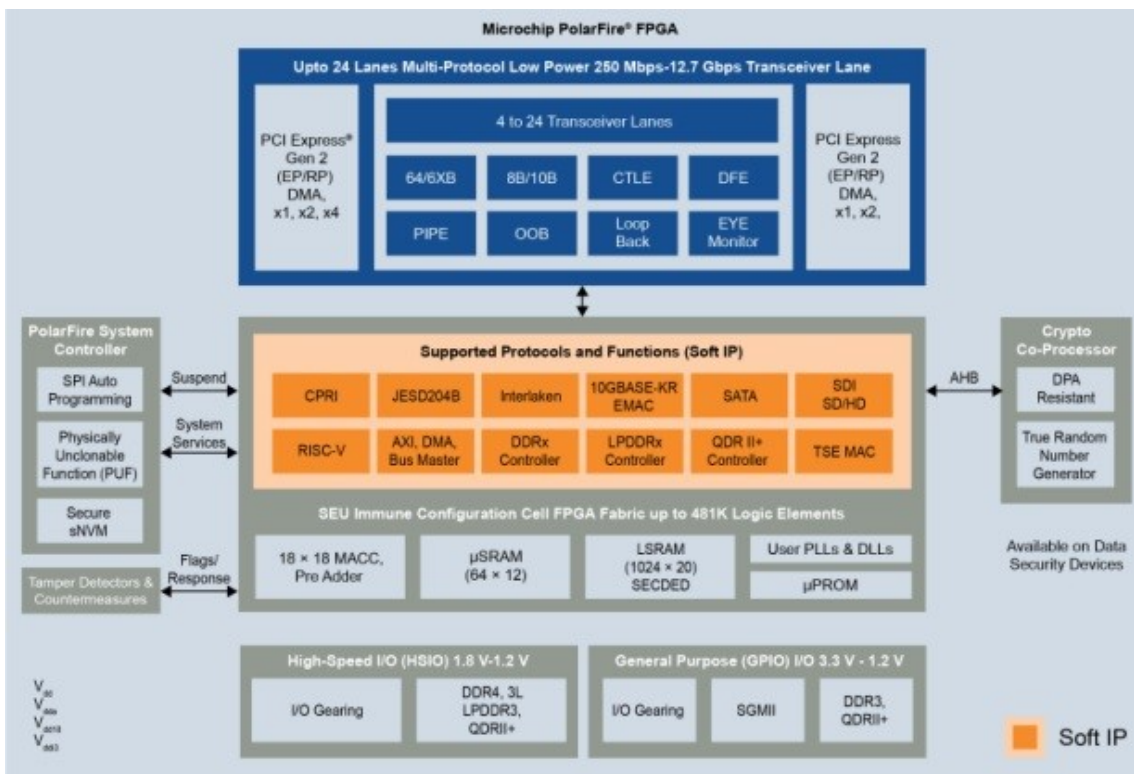 Microchip PolarFire® FPGA
Upto 24 Lanes Multi-Protocol Low Power 250 Mbps-12.7 Gbps Transceiver Lane
PCI Express®
Gen 2
(EP/RP)
DMA,
x1, x2, x4
4 to 24 Transceiver Lanes
64/6XB
8B/10B
CTLE
DFE
PIPE
OOB
Loop
Back
EYE
Monitor
PCI Express
Gen 2
(EP/RP)
DMA,
x1, x2,
PolarFire System
Controller
SPI Auto
Programming
Physically
Unclonable
Function (PUF)
Secure
sNVM
Tamper Detectors &
Countermeasures
Suspend
System
Services
Flags/
Response
Supported Protocols and Functions (Soft IP)
CPRI
JESD204B
Interlaken
10GBASE-KR
EMAC
SATA
SDI
SD/HD
RISC-V
AXI, DMA,
Bus Master
DDRx
Controller
LPDDRx
Controller
QDR II+
Controller
TSE MAC
SEU Immune Configuration Cell FPGA Fabric up to 481K Logic Elements
18 × 18 MACC,
Pre Adder
µSRAM
(64 × 12)
LSRAM
(1024 × 20)
SECDED
User PLLs & DLLs
µPROM
AHB
Crypto
Co-Processor
DPA
Resistant
True Random
Number
Generator
Available on Data
Security Devices
High-Speed I/O (HSIO) 1.8 V-1.2 V
I/O Gearing
DDR4, 3L
LPDDR3,
QDRII+
General Purpose (GPIO) I/O 3.3 V - 1.2 V
I/O Gearing
SGMII
DDR3,
QDRII+
Soft IP